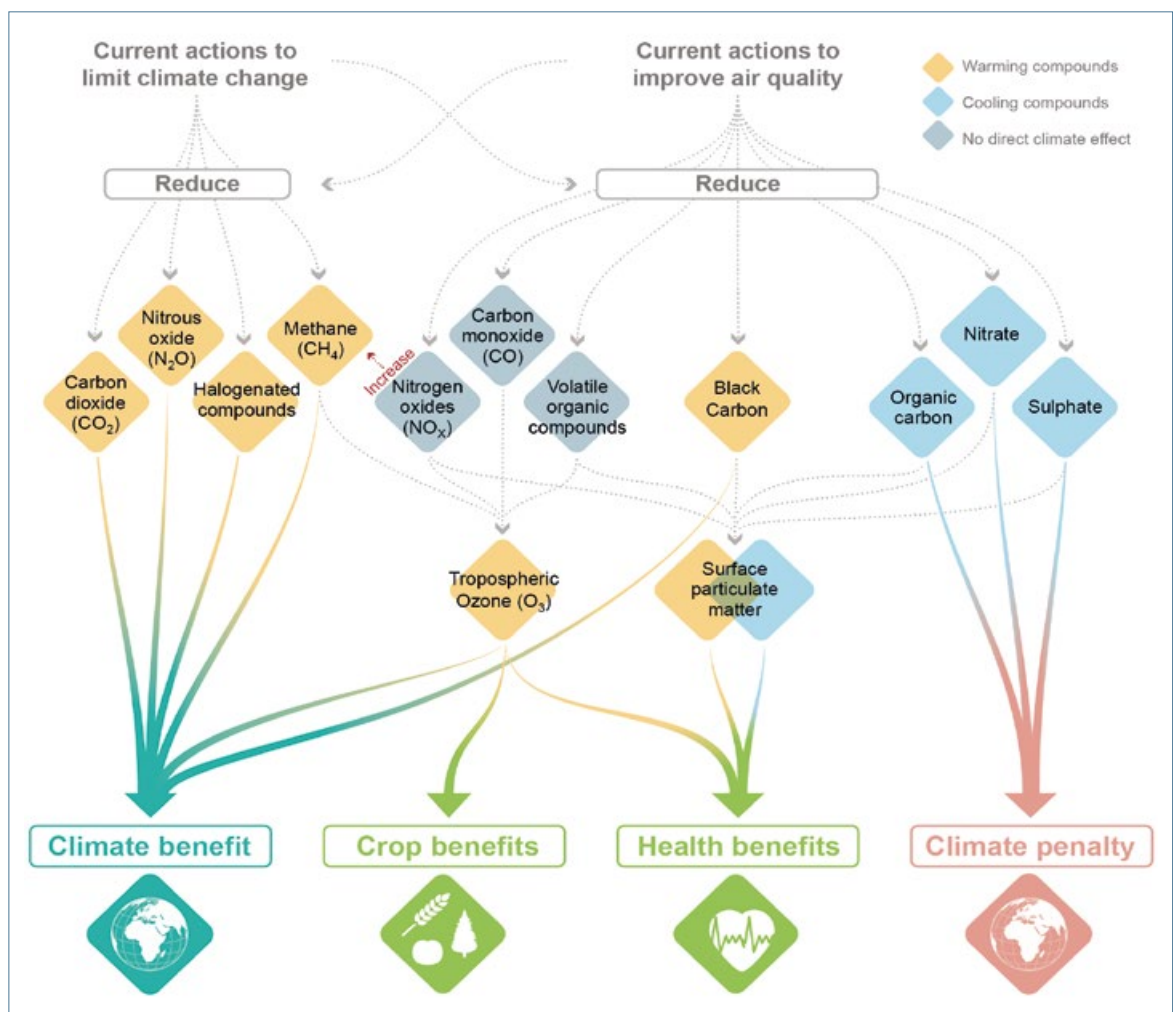 Current actions to
limit climate change
Current actions to
improve air quality
Warming compounds
Cooling compounds
No direct climate effect
Reduce
Reduce
Nitrous
oxide
(N₂O)
Methane
(CH₄)
Carbon
dioxide
(CO₂)
Halogenated
compounds
Increase
Carbon
monoxide
(CO)
Nitrogen
oxides
(NOₓ)
Volatile
organic
compounds
Black
Carbon
Nitrate
Organic
carbon
Sulphate
Tropospheric
Ozone (O₃)
Surface
particulate
matter
Climate benefit
Crop benefits
Health benefits
Climate penalty